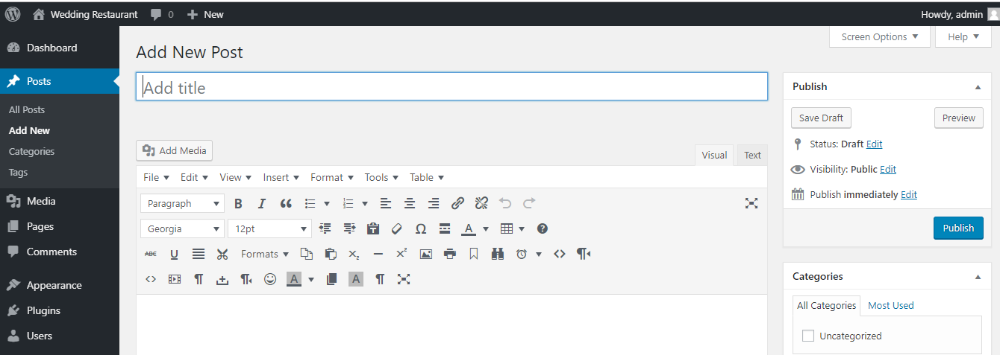 Wedding Restaurant 0 New Howdy, admin
Screen Options Help
Dashboard
Posts
All Posts
Add New
Categories
Tags
Media
Pages
Comments
Appearance
Plugins
Users
Add New Post
Add title
Add Media
Visual Text
File Edit View Insert Format Tools Table
Paragraph B I
Georgia 12pt Ω A
ABC U Formats x₂ x²
A A
Publish
Save Draft Preview
Status: Draft Edit
Visibility: Public Edit
Publish immediately Edit
Publish
Categories
All Categories Most Used
Uncategorized